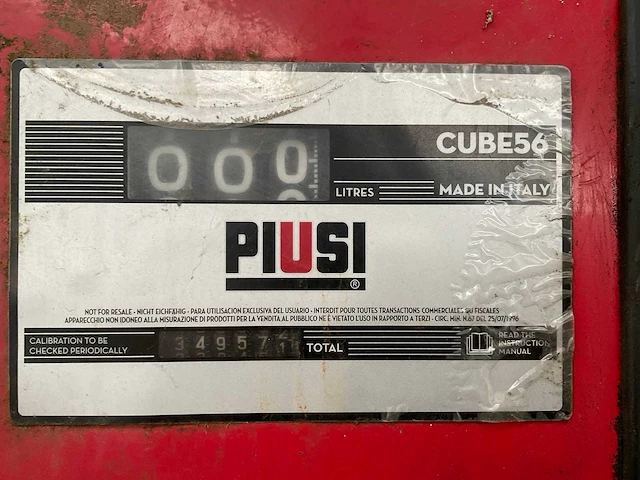 CUBE56
000
LITRES
MADE IN ITALY
PIUSI
®
NOT FOR RESALE - NICHT EICHFÄHIG - PARA UTILISACION EXCLUSIVA DEL USUARIO - INTERDIT POUR TOUTES TRANSACTIONS COMMERCIALES OU FISCALES
APPARECCHIO NON IDONEO ALLA MISURAZIONE DI PRODOTTI PER LA VENDITA AL PUBBLICO NE È VIETATO L'USO IN RAPPORTO A TERZI - CIRC. MIN. N.67 DEL 25/07/1996
CALIBRATION TO BE
CHECKED PERIODICALLY
34957
TOTAL
READ THE
INSTRUCTION
MANUAL